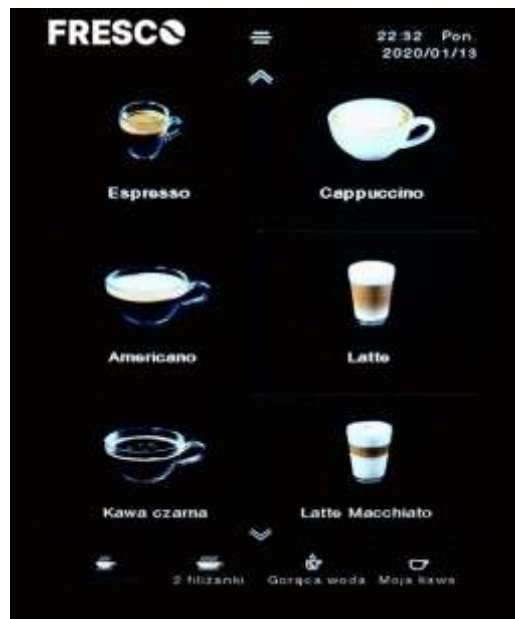 FRESCO
22:32 Pon.
2020/01/13
Espresso
Cappuccino
Americano
Latte
Kawa czarna
Latte Macchiato
2 filiżanki
Gorąca woda
Moja kawa